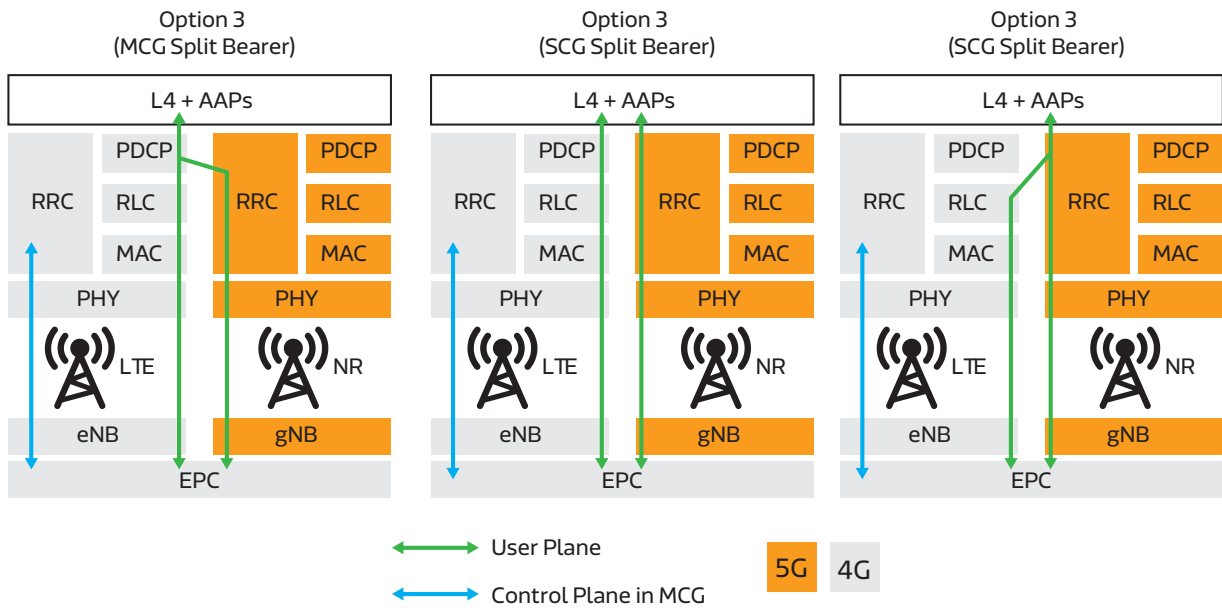 Option 3
(MCG Split Bearer)
L4 + AAPs
RRC
PDCP
RLC
MAC
RRC
PDCP
RLC
MAC
PHY
PHY
LTE
NR
eNB
gNB
EPC
Option 3
(SCG Split Bearer)
L4 + AAPs
RRC
PDCP
RLC
MAC
RRC
PDCP
RLC
MAC
PHY
PHY
LTE
NR
eNB
gNB
EPC
Option 3
(SCG Split Bearer)
L4 + AAPs
RRC
PDCP
RLC
MAC
RRC
PDCP
RLC
MAC
PHY
PHY
LTE
NR
eNB
gNB
EPC
User Plane
Control Plane in MCG
5G
4G